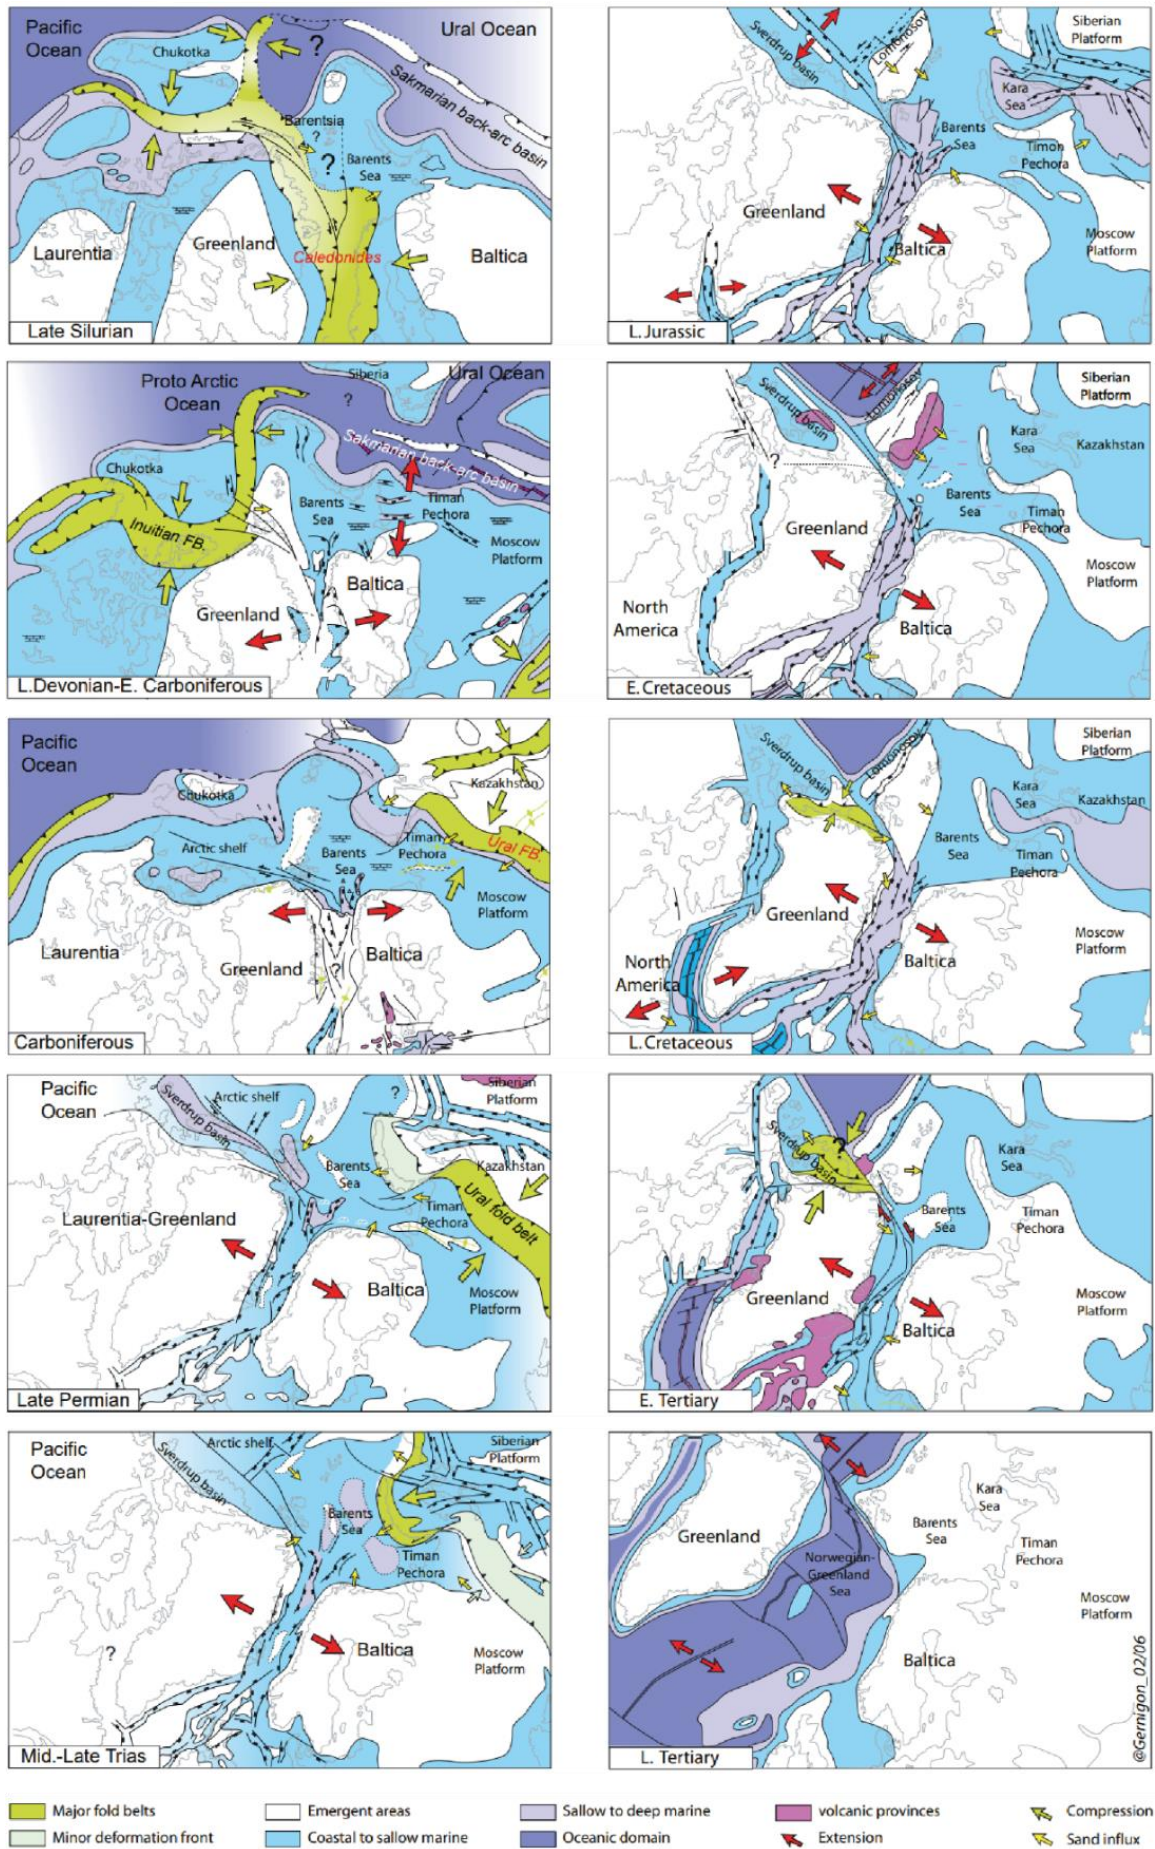 Pacific
Ocean
Chukotka
?
Ural Ocean
Sakmarian back-arc basin
Barentsia
?
?
Barents
Sea
Laurentia
Greenland
Caledonides
Baltica
Late Silurian
Proto Arctic
Ocean
Siberia
?
Ural Ocean
Sakmarian back-arc basin
Chukotka
Inuitian FB.
Barents
Sea
Timan
Pechora
Moscow
Platform
Greenland
Baltica
L.Devonian-E. Carboniferous
Pacific
Ocean
Chukotka
Kazakhstan
Arctic shelf
Barents
Sea
Timan
Pechora
Ural FB.
Moscow
Platform
Laurentia
Greenland
?
Baltica
Carboniferous
Pacific
Ocean
Sverdrup basin
Arctic shelf
?
Siberian
Platform
Barents
Sea
Kazakhstan
Ural fold belt
Timan
Pechora
Laurentia-Greenland
Baltica
Moscow
Platform
Late Permian
Pacific
Ocean
Sverdrup basin
Arctic shelf
Siberian
Platform
Barents
Sea
Timan
Pechora
?
Baltica
Moscow
Platform
Mid.-Late Trias
Sverdrup basin
Lomonosov
Siberian
Platform
Kara
Sea
Barents
Sea
Timon
Pechora
Greenland
Baltica
Moscow
Platform
L. Jurassic
Sverdrup basin
Lomonosov
Siberian
Platform
?
Kara
Sea
Kazakhstan
Barents
Sea
Timan
Pechora
Greenland
Moscow
Platform
North
America
Baltica
E. Cretaceous
Sverdrup basin
Lomonosov
Siberian
Platform
Kara
Sea
Kazakhstan
Barents
Sea
Timan
Pechora
Greenland
Moscow
Platform
North
America
Baltica
L. Cretaceous
Sverdrup basin
?
Kara
Sea
Barents
Sea
Timan
Pechora
Greenland
Moscow
Platform
Baltica
E. Tertiary
Greenland
Norwegian-
Greenland
Sea
Barents
Sea
Kara
Sea
Timan
Pechora
Moscow
Platform
Baltica
L. Tertiary
@Gernigon_02/06
Major fold belts
Emergent areas
Sallow to deep marine
volcanic provinces
Compression
Minor deformation front
Coastal to sallow marine
Oceanic domain
Extension
Sand influx